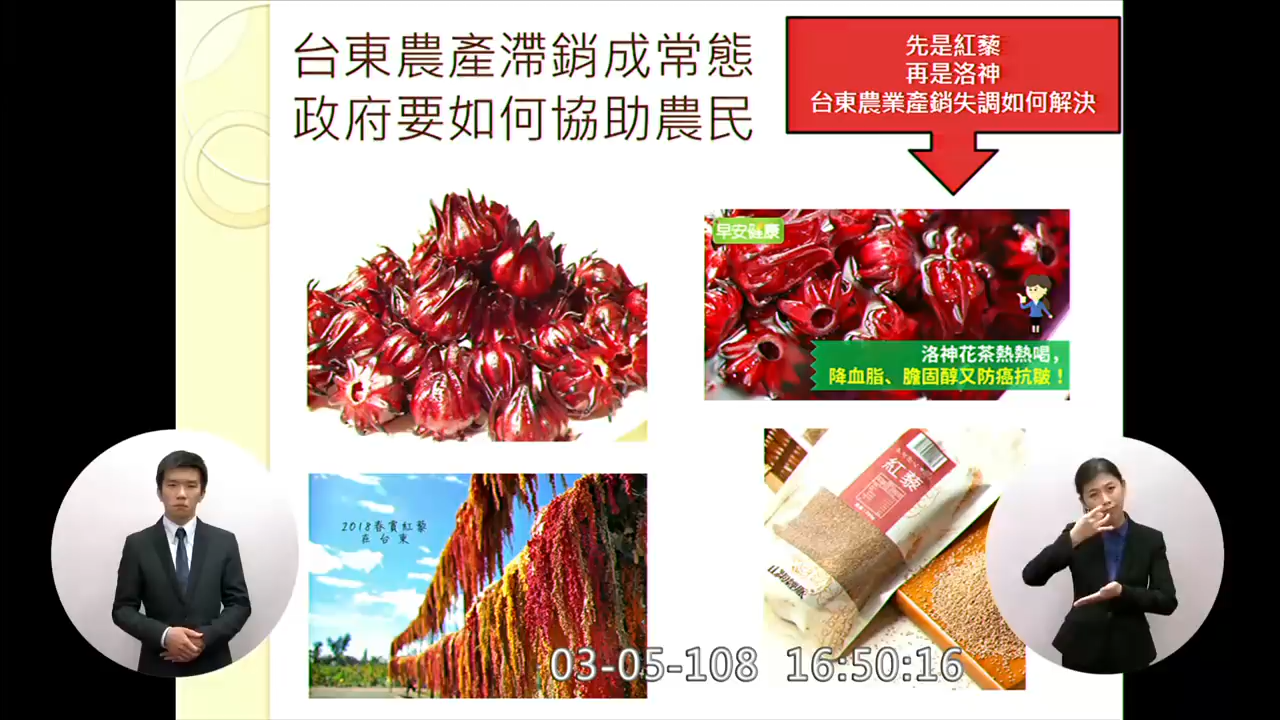 台東農產滯銷成常態
政府要如何協助農民
先是紅藜
再是洛神
台東農業產銷失調如何解決
早安健康
洛神花茶熱熱喝,
降血脂、膽固醇又防癌抗皺!
2018春賞紅藜
在台東
紅藜
03-05-108 16:50:16